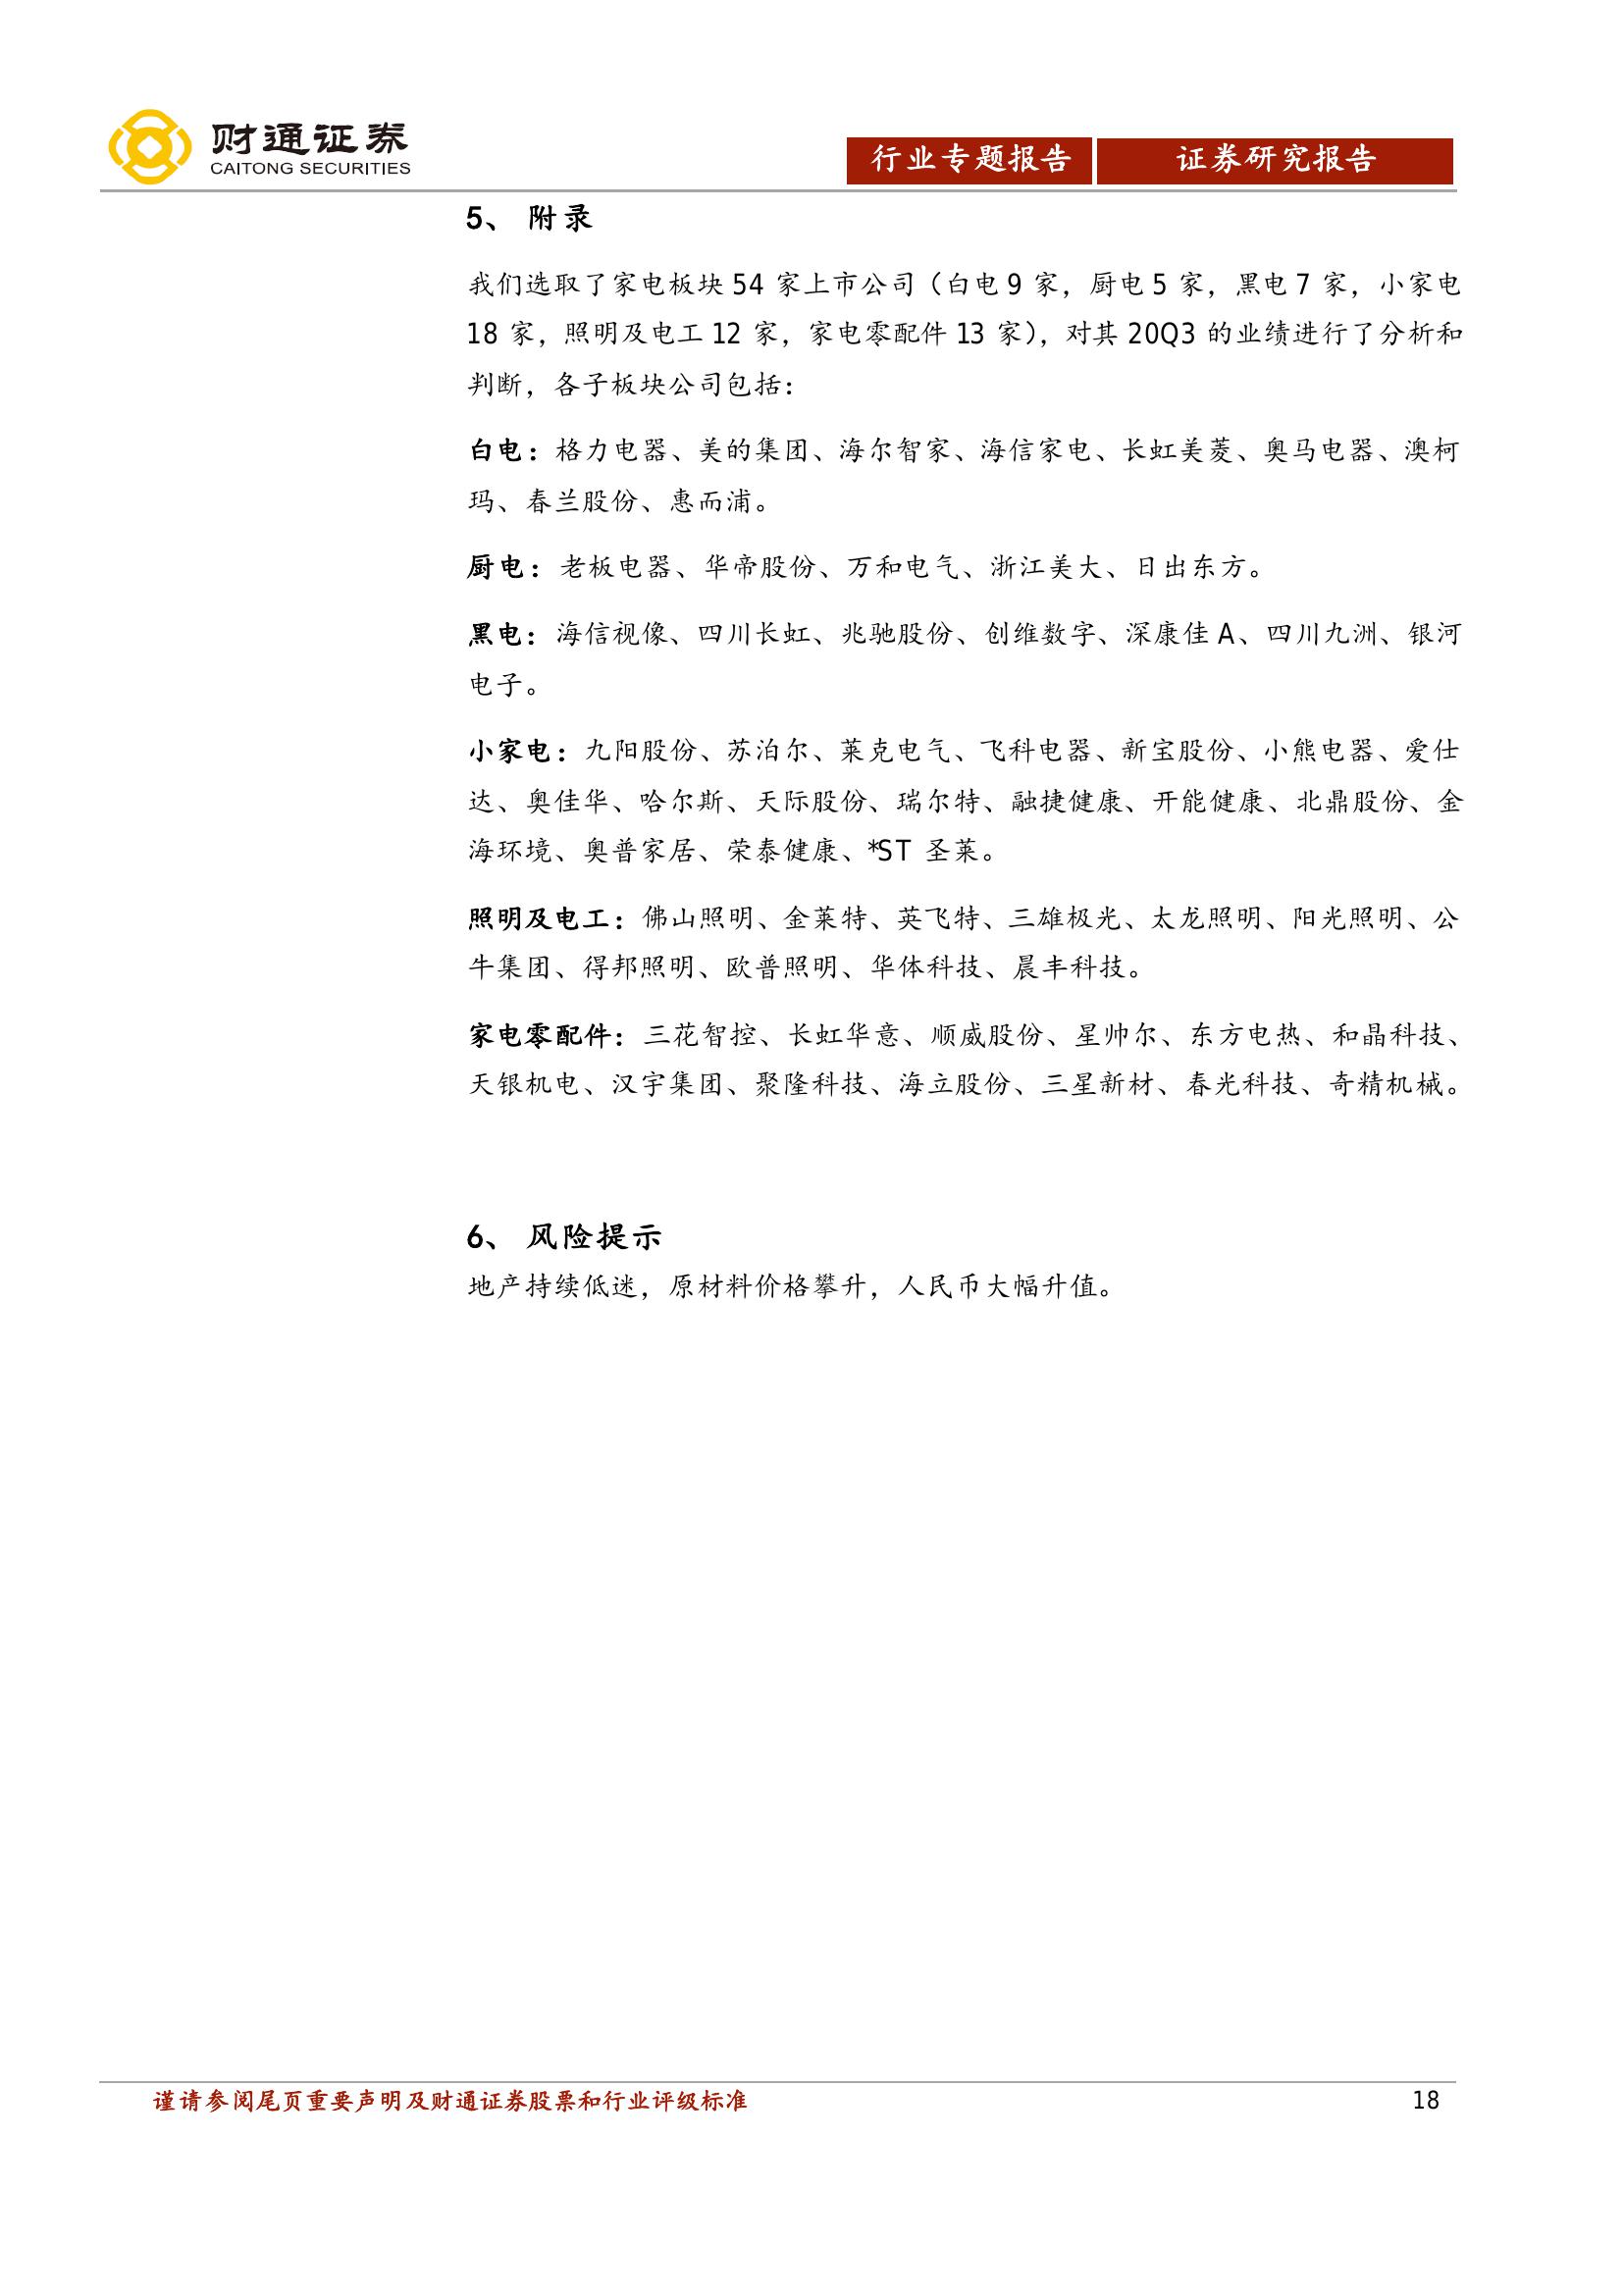 财通证券
CAITONG SECURITIES
行业专题报告 证券研究报告
5、 附录
我们选取了家电板块 54 家上市公司（白电 9 家，厨电 5 家，黑电 7 家，小家电
18 家，照明及电工 12 家，家电零配件 13 家），对其 20Q3 的业绩进行了分析和
判断，各子板块公司包括：
白电：格力电器、美的集团、海尔智家、海信家电、长虹美菱、奥马电器、澳柯
玛、春兰股份、惠而浦。
厨电：老板电器、华帝股份、万和电气、浙江美大、日出东方。
黑电：海信视像、四川长虹、兆驰股份、创维数字、深康佳 A、四川九洲、银河
电子。
小家电：九阳股份、苏泊尔、莱克电气、飞科电器、新宝股份、小熊电器、爱仕
达、奥佳华、哈尔斯、天际股份、瑞尔特、融捷健康、开能健康、北鼎股份、金
海环境、奥普家居、荣泰健康、*ST 圣莱。
照明及电工：佛山照明、金莱特、英飞特、三雄极光、太龙照明、阳光照明、公
牛集团、得邦照明、欧普照明、华体科技、晨丰科技。
家电零配件：三花智控、长虹华意、顺威股份、星帅尔、东方电热、和晶科技、
天银机电、汉宇集团、聚隆科技、海立股份、三星新材、春光科技、奇精机械。
6、 风险提示
地产持续低迷，原材料价格攀升，人民币大幅升值。
谨请参阅尾页重要声明及财通证券股票和行业评级标准 18